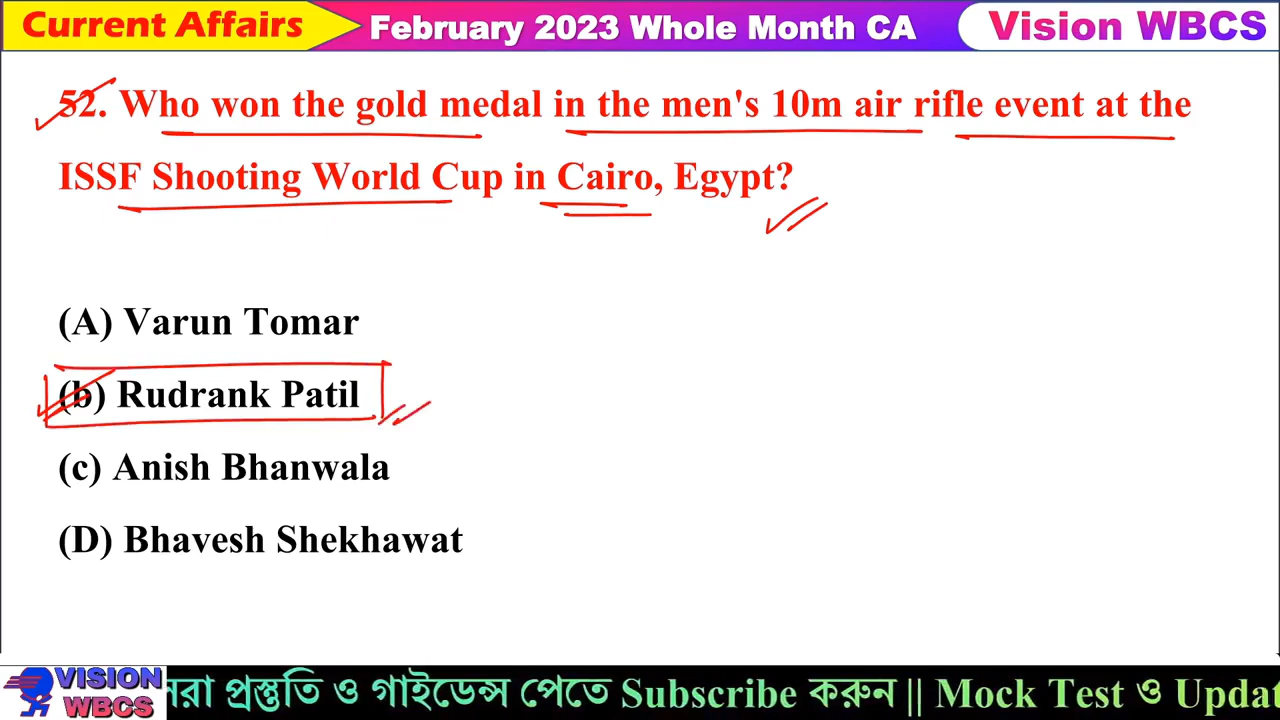 Current Affairs
February 2023 Whole Month CA
Vision WBCS
52. Who won the gold medal in the men's 10m air rifle event at the
ISSF Shooting World Cup in Cairo, Egypt?
(A) Varun Tomar
(b) Rudrank Patil
(c) Anish Bhanwala
(D) Bhavesh Shekhawat
VISION
WBCS
প্রস্তুতি ও গাইডেন্স পেতে Subscribe করুন || Mock Test ও